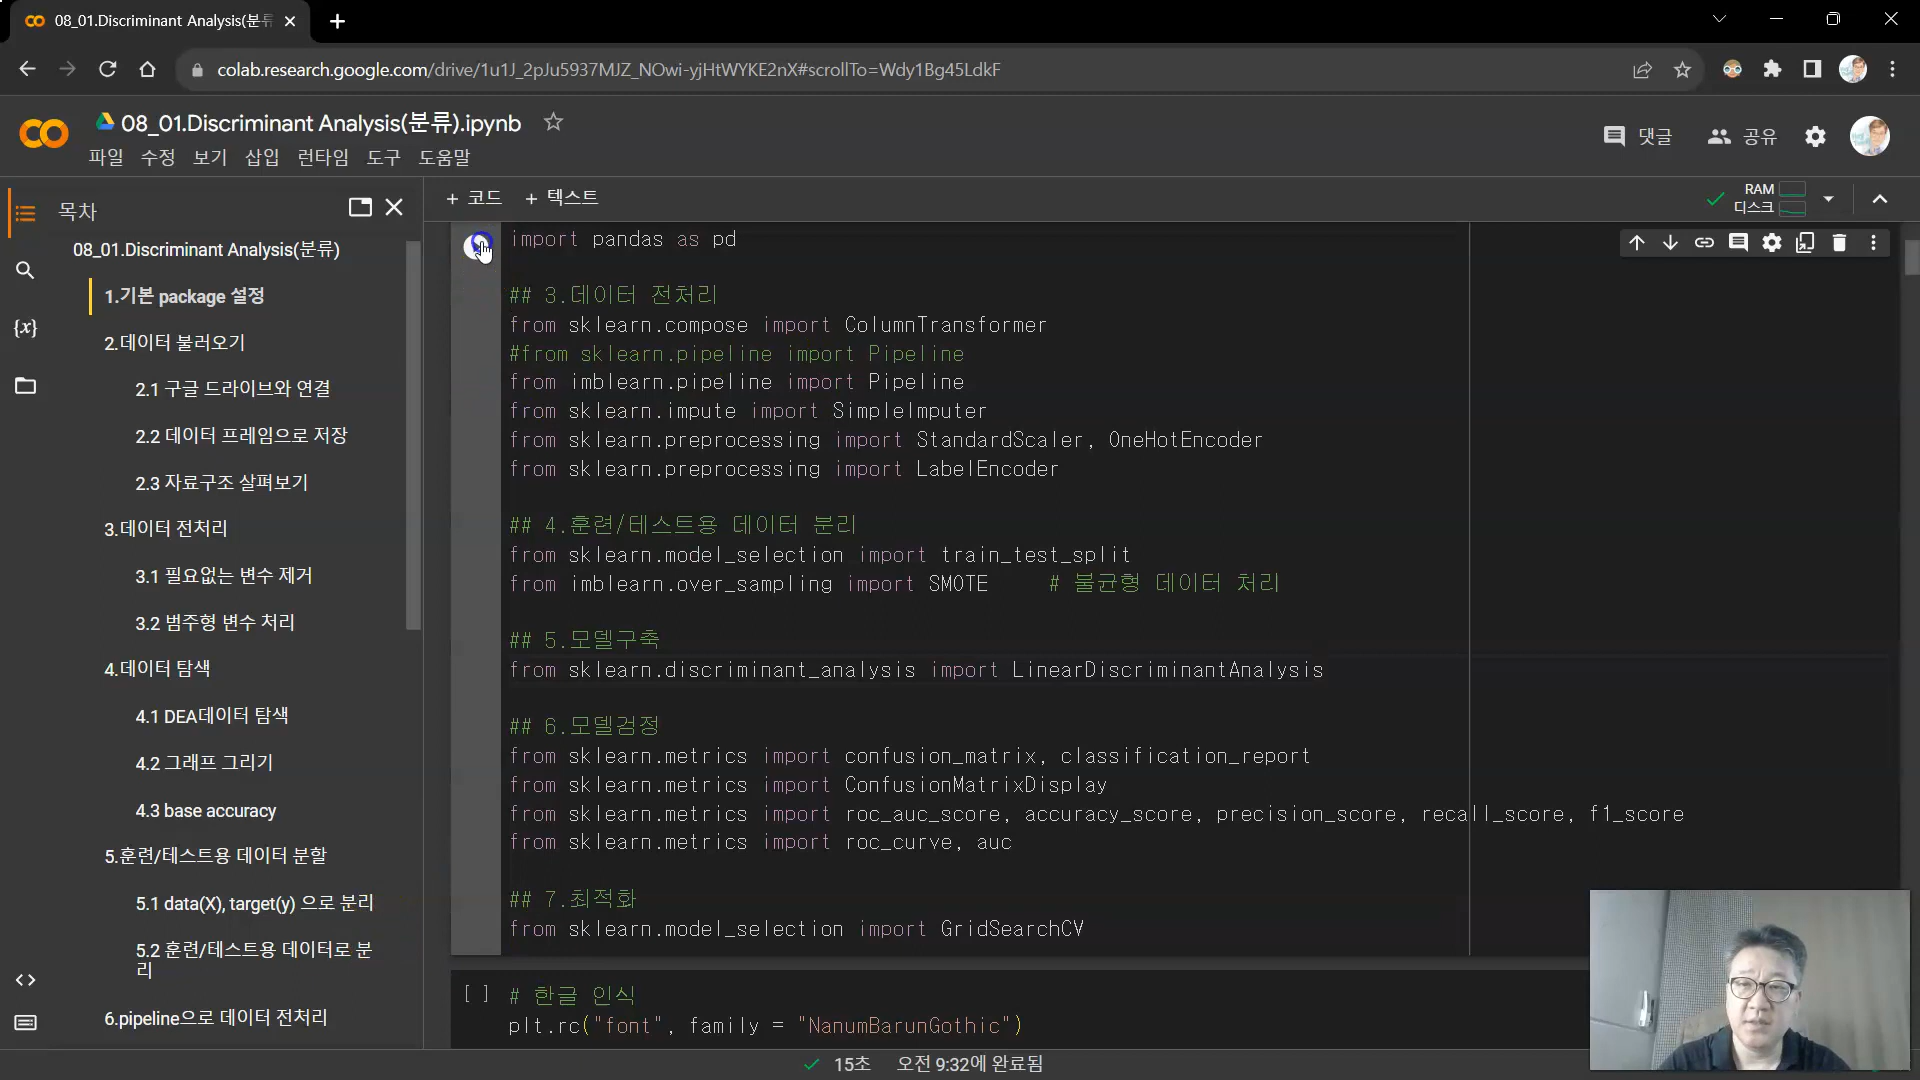 08_01.Discriminant Analysis(분류
colab.research.google.com/drive/1u1J_2pJu5937MJZ_NOwi-yjHtWYKE2nX#scrollTo=Wdy1Bg45LdkF
08_01.Discriminant Analysis(분류).ipynb
파일 수정 보기 삽입 런타임 도구 도움말
댓글 공유
목차
+ 코드 + 텍스트
RAM
디스크
08_01.Discriminant Analysis(분류)
1.기본 package 설정
2.데이터 불러오기
2.1 구글 드라이브와 연결
2.2 데이터 프레임으로 저장
2.3 자료구조 살펴보기
3.데이터 전처리
3.1 필요없는 변수 제거
3.2 범주형 변수 처리
4.데이터 탐색
4.1 DEA데이터 탐색
4.2 그래프 그리기
4.3 base accuracy
5.훈련/테스트용 데이터 분할
5.1 data(X), target(y) 으로 분리
5.2 훈련/테스트용 데이터로 분
리
6.pipeline으로 데이터 전처리
import pandas as pd
## 3.데이터 전처리
from sklearn.compose import ColumnTransformer
#from sklearn.pipeline import Pipeline
from imblearn.pipeline import Pipeline
from sklearn.impute import SimpleImputer
from sklearn.preprocessing import StandardScaler, OneHotEncoder
from sklearn.preprocessing import LabelEncoder
## 4.훈련/테스트용 데이터 분리
from sklearn.model_selection import train_test_split
from imblearn.over_sampling import SMOTE # 불균형 데이터 처리
## 5.모델구축
from sklearn.discriminant_analysis import LinearDiscriminantAnalysis
## 6.모델검정
from sklearn.metrics import confusion_matrix, classification_report
from sklearn.metrics import ConfusionMatrixDisplay
from sklearn.metrics import roc_auc_score, accuracy_score, precision_score, recall_score, f1_score
from sklearn.metrics import roc_curve, auc
## 7.최적화
from sklearn.model_selection import GridSearchCV
[ ] # 한글 인식
plt.rc("font", family = "NanumBarunGothic")
15초 오전 9:32에 완료됨